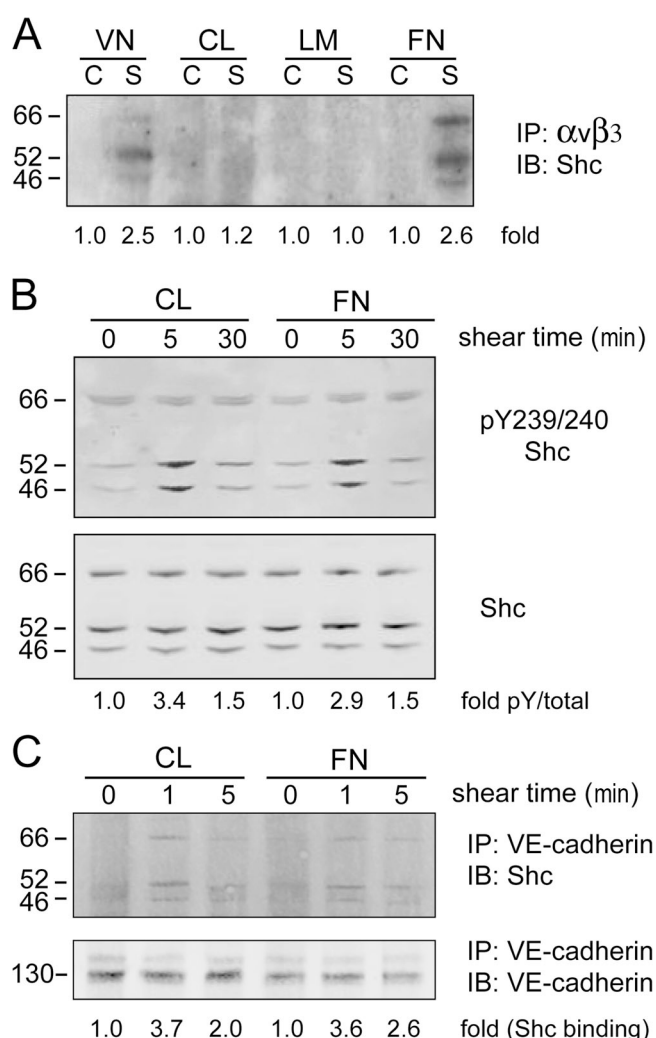 A
VN CL LM FN
C S C S C S C S
66 –
52 –
46 –
IP: αvβ3
IB: Shc
1.0 2.5 1.0 1.2 1.0 1.0 1.0 2.6 fold
B
CL FN
0 5 30 0 5 30 shear time (min)
66 –
52 –
46 –
pY239/240
Shc
66 –
52 –
46 –
Shc
1.0 3.4 1.5 1.0 2.9 1.5 fold pY/total
C
CL FN
0 1 5 0 1 5 shear time (min)
66 –
52 –
46 –
IP: VE-cadherin
IB: Shc
130–
IP: VE-cadherin
IB: VE-cadherin
1.0 3.7 2.0 1.0 3.6 2.6 fold (Shc binding)